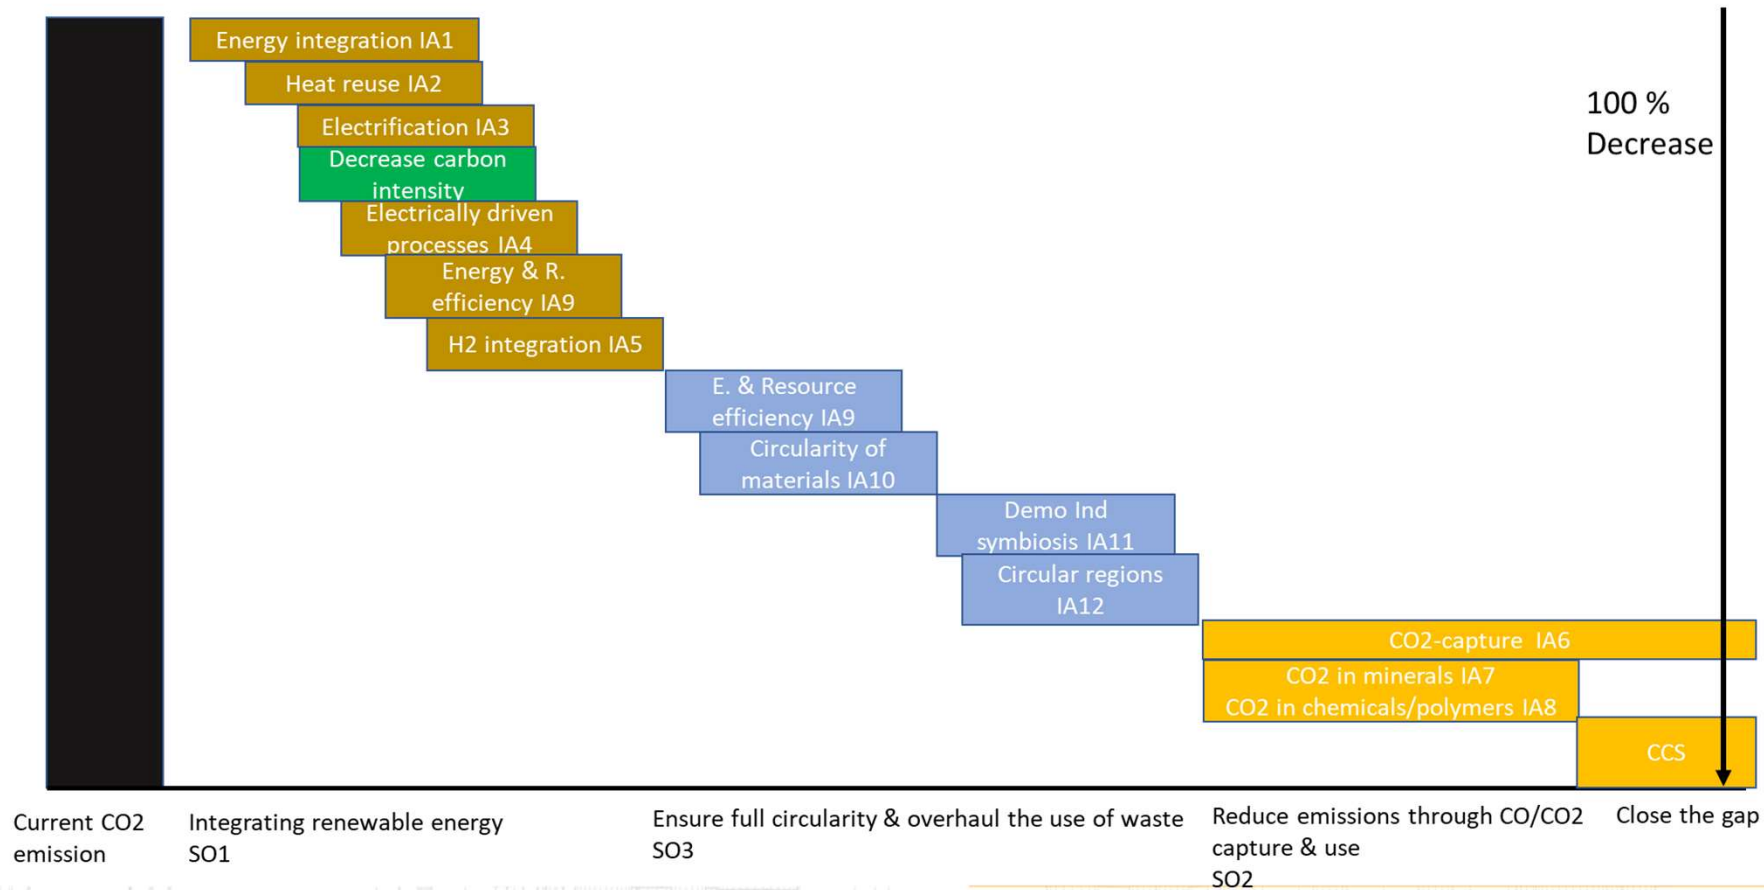 Energy integration IA1
Heat reuse IA2
Electrification IA3
Decrease carbon
intensity
Electrically driven
processes IA4
Energy & R.
efficiency IA9
H2 integration IA5
E. & Resource
efficiency IA9
Circularity of
materials IA10
Demo Ind
symbiosis IA11
Circular regions
IA12
CO2-capture IA6
CO2 in minerals IA7
CO2 in chemicals/polymers IA8
CCS
100 %
Decrease
Current CO2
emission
Integrating renewable energy
SO1
Ensure full circularity & overhaul the use of waste
SO3
Reduce emissions through CO/CO2
capture & use
SO2
Close the gap